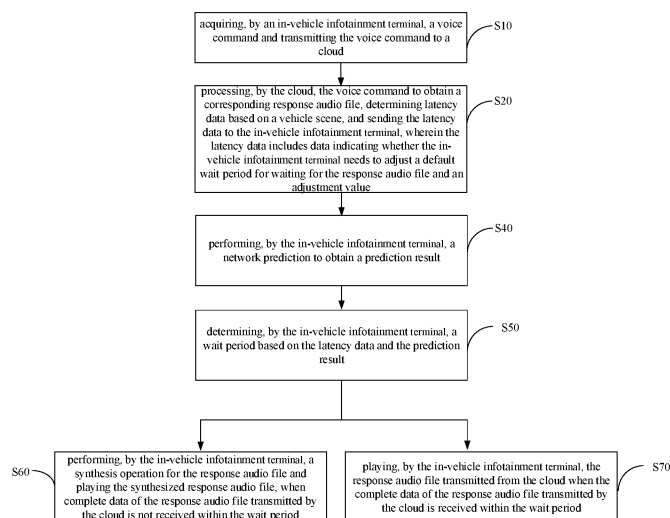 acquiring, by an in-vehicle infotainment terminal, a voice
command and transmitting the voice command to a
cloud
S10
processing, by the cloud, the voice command to obtain a
corresponding response audio file, determining latency
data based on a vehicle scene, and sending the latency
data to the in-vehicle infotainment terminal, wherein the
latency data includes data indicating whether the in-
vehicle infotainment terminal needs to adjust a default
wait period for waiting for the response audio file and an
adjustment value
S20
performing, by the in-vehicle infotainment terminal, a
network prediction to obtain a prediction result
S40
determining, by the in-vehicle infotainment terminal, a
wait period based on the latency data and the prediction
result
S50
S60
performing, by the in-vehicle infotainment terminal, a
synthesis operation for the response audio file and
playing the synthesized response audio file, when
complete data of the response audio file transmitted by
the cloud is not received within the wait period
playing, by the in-vehicle infotainment terminal, the
response audio file transmitted from the cloud when the
complete data of the response audio file transmitted by
the cloud is received within the wait period
S70